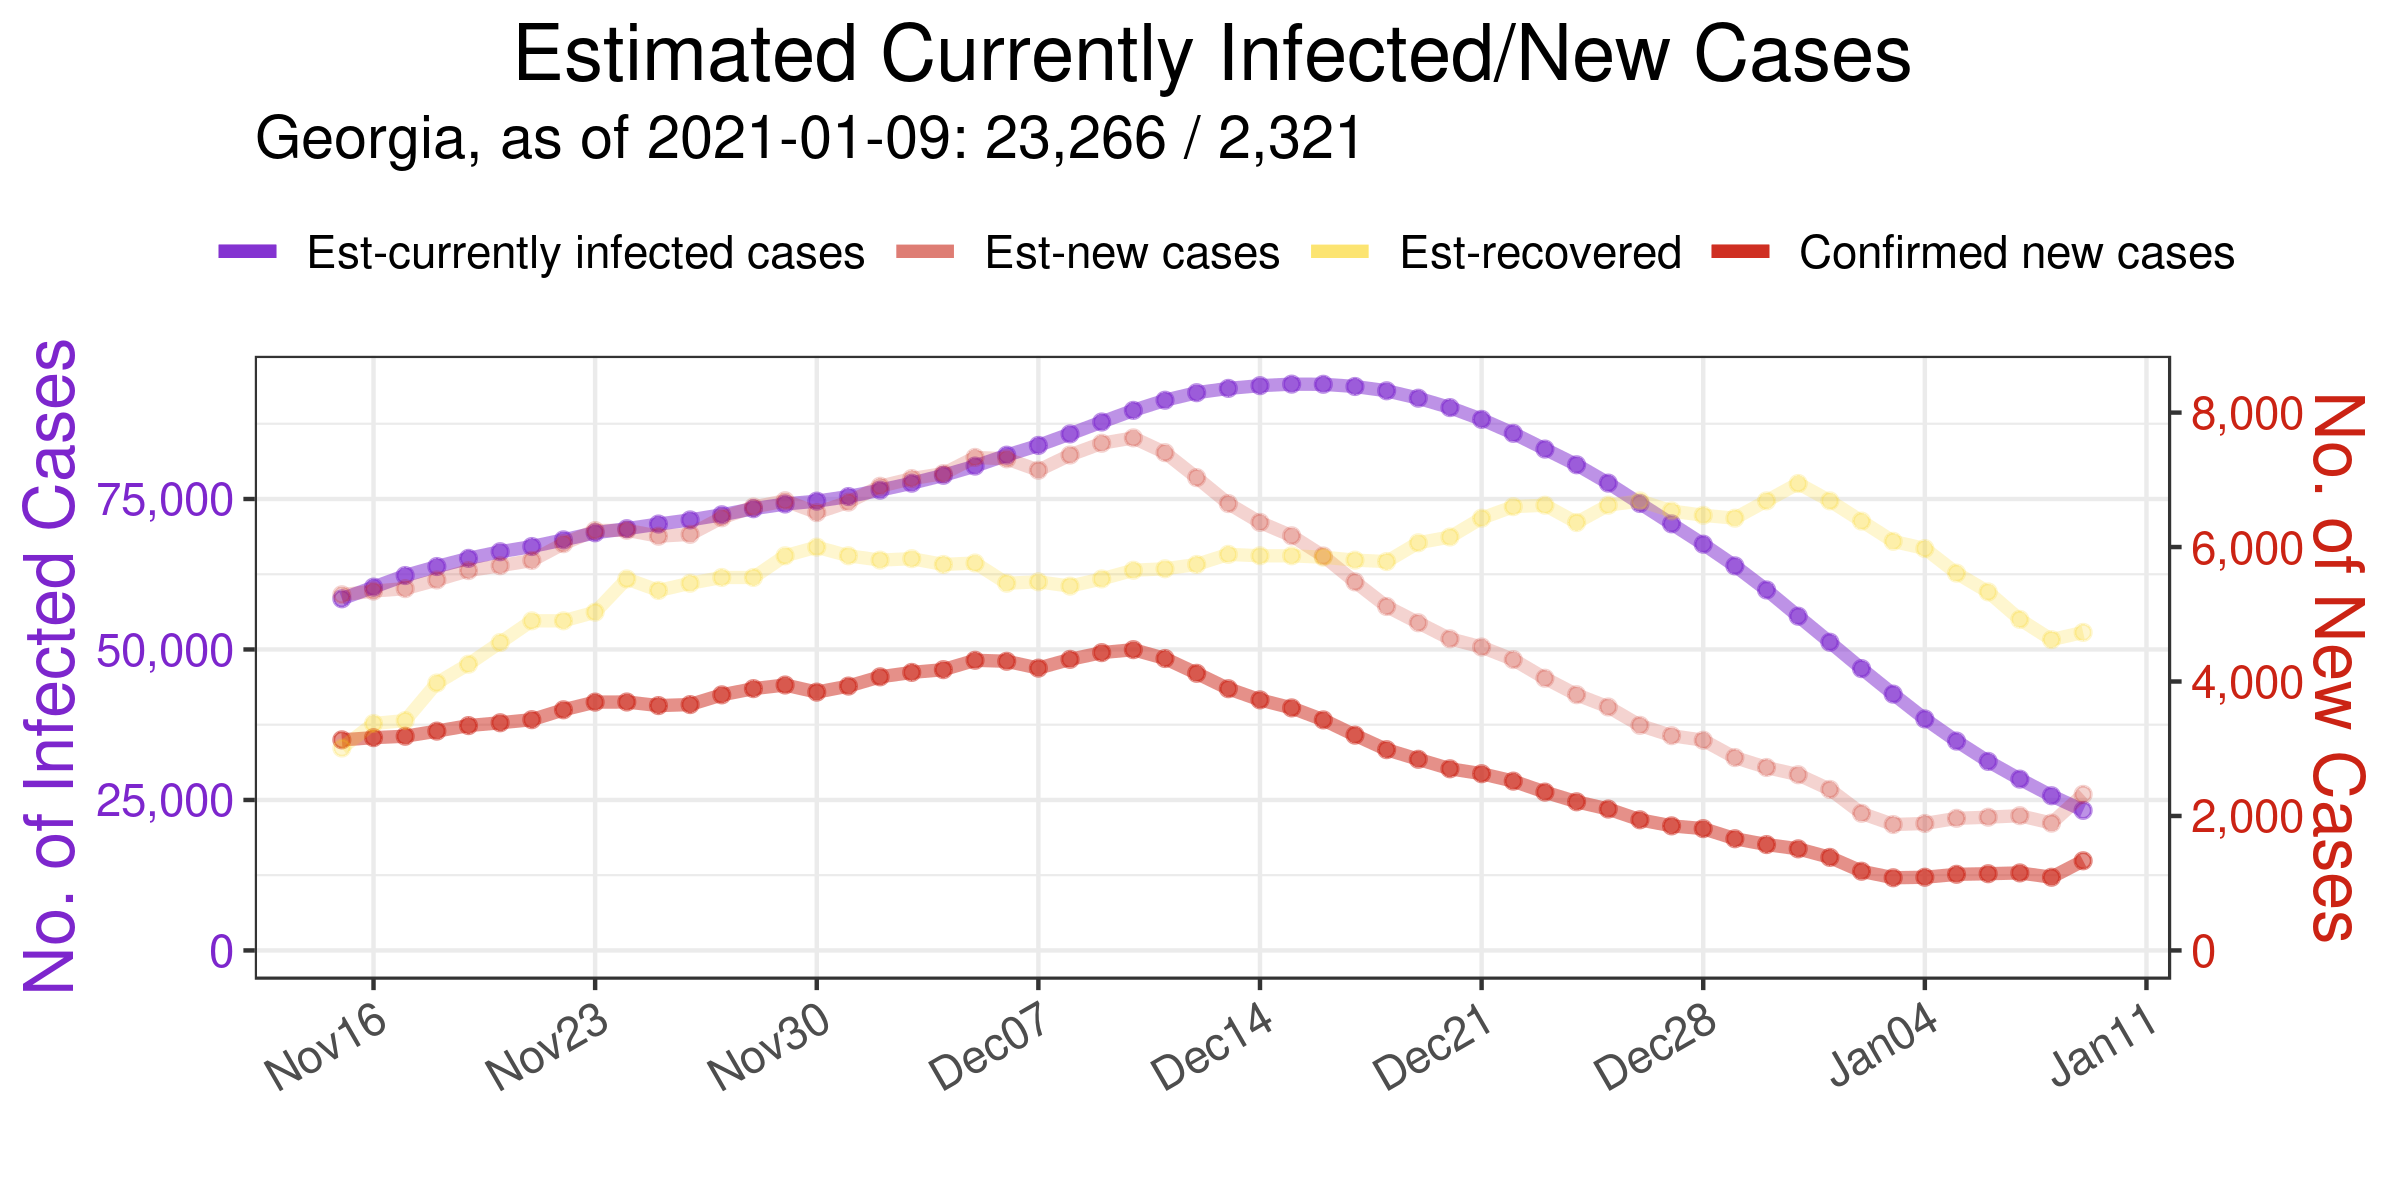 Estimated Currently Infected/New Cases
Georgia, as of 2021-01-09: 23,266 / 2,321
Est-currently infected cases Est-new cases Est-recovered Confirmed new cases
No. of Infected Cases
75,000
50,000
25,000
0
8,000
6,000
4,000
2,000
0
No. of New Cases
Nov16 Nov23 Nov30 Dec07 Dec14 Dec21 Dec28 Jan04 Jan11